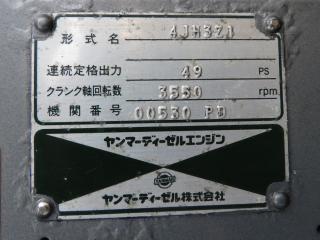 形式名 4JH3Z1
連続定格出力 49 PS
クランク軸回転数 3550 rpm
機関番号 00530 PD
ヤンマーディーゼルエンジン
ヤンマーディーゼル株式会社